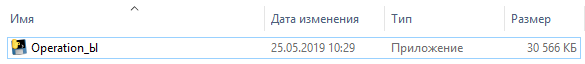 Имя Дата изменения Тип Размер
Operation_bl 25.05.2019 10:29 Приложение 30 566 КБ